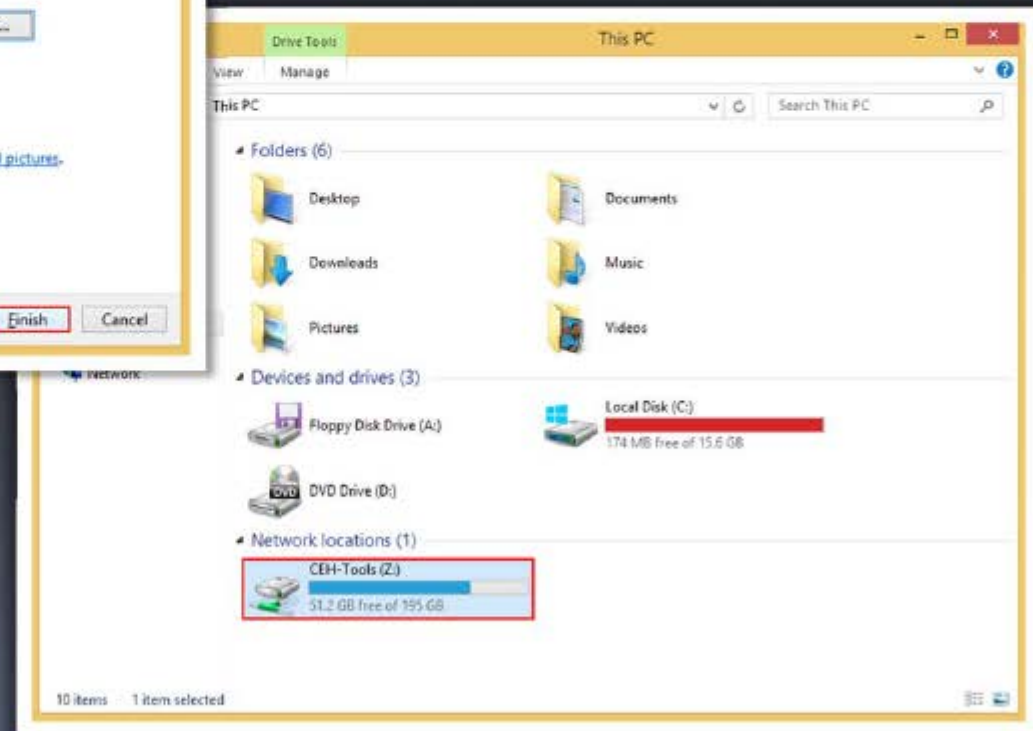 ...
Drive Tools
This PC
View
Manage
This PC
Search This PC
Folders (6)
pictures.
Desktop
Documents
Downloads
Music
Finish
Cancel
Pictures
Videos
Network
Devices and drives (3)
Floppy Disk Drive (A:)
Local Disk (C:)
174 MB free of 15.6 GB
DVD
DVD Drive (D:)
Network locations (1)
CEH-Tools (Z:)
51.2 GB free of 195 GB
10 items
1 item selected